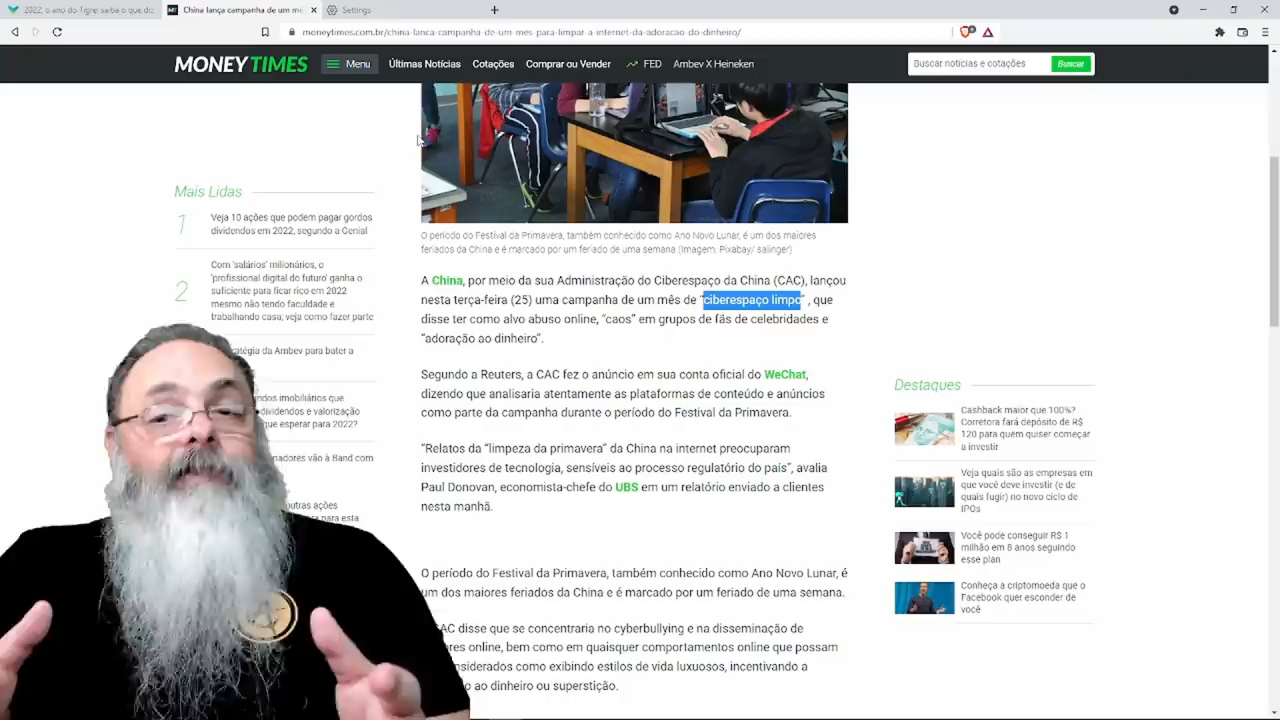 2022, o ano do Tigre: saiba o que diz
China lança campanha de um me
Settings
moneytimes.com.br/china-lanca-campanha-de-um-mes-para-limpar-a-internet-da-adoracao-do-dinheiro/
MONEY TIMES
Menu
Últimas Notícias
Cotações
Comprar ou Vender
FED
Ambev X Heineken
Buscar notícias e cotações
Buscar
Mais Lidas
1
Veja 10 ações que podem pagar gordos
dividendos em 2022, segundo a Genial
2
Com 'salários' milionários, o
'profissional digital do futuro' ganha o
suficiente para ficar rico em 2022
mesmo não tendo faculdade e
trabalhando casa; veja como fazer parte
ratégia da Ambev para bater a
ndos imobiliários que
dividendos e valorização
que esperar para 2022?
nadores vão à Band com
outras ações
ra para esta
O período do Festival da Primavera, também conhecido como Ano Novo Lunar, é um dos maiores
feriados da China e é marcado por um feriado de uma semana (Imagem: Pixabay/ salinger)
A China, por meio da sua Administração do Ciberespaço da China (CAC), lançou
nesta terça-feira (25) uma campanha de um mês de “ciberespaço limpo” , que
disse ter como alvo abuso online, “caos” em grupos de fãs de celebridades e
“adoração ao dinheiro”.
Segundo a Reuters, a CAC fez o anúncio em sua conta oficial do WeChat,
dizendo que analisaria atentamente as plataformas de conteúdo e anúncios
como parte da campanha durante o período do Festival da Primavera.
“Relatos da “limpeza da primavera” da China na internet preocuparam
investidores de tecnologia, sensíveis ao processo regulatório do país”, avalia
Paul Donovan, economista-chefe do UBS em um relatório enviado a clientes
nesta manhã.
O período do Festival da Primavera, também conhecido como Ano Novo Lunar, é
um dos maiores feriados da China e é marcado por um feriado de uma semana.
CAC disse que se concentraria no cyberbullying e na disseminação de
ores online, bem como em quaisquer comportamentos online que possam
onsiderados como exibindo estilos de vida luxuosos, incentivando a
ao dinheiro ou superstição.
Destaques
Cashback maior que 100%?
Corretora fará depósito de R$
120 para quem quiser começar
a investir
Veja quais são as empresas em
que você deve investir (e de
quais fugir) no novo ciclo de
IPOs
Você pode conseguir R$ 1
milhão em 8 anos seguindo
esse plan
Conheça a criptomoeda que o
Facebook quer esconder de
você